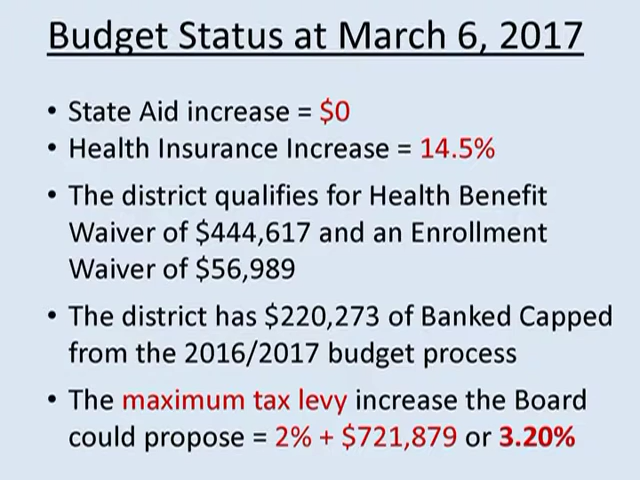 Budget Status at March 6, 2017
• State Aid increase = $0
• Health Insurance Increase = 14.5%
• The district qualifies for Health Benefit
Waiver of $444,617 and an Enrollment
Waiver of $56,989
• The district has $220,273 of Banked Capped
from the 2016/2017 budget process
• The maximum tax levy increase the Board
could propose = 2% + $721,879 or 3.20%